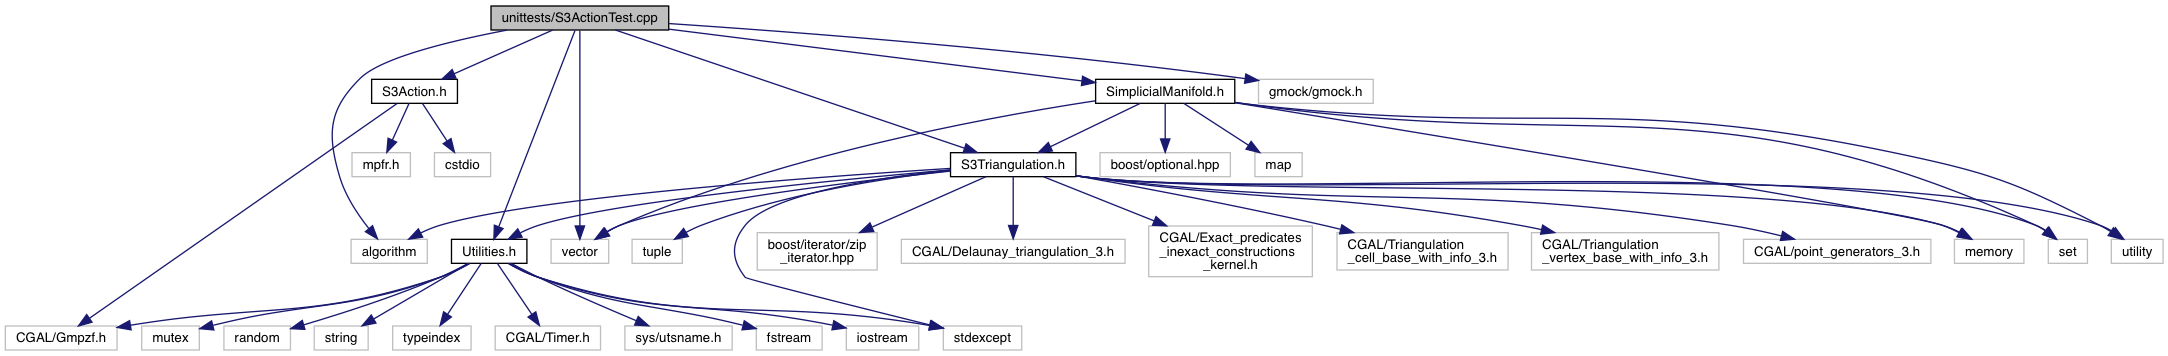 unittests/S3ActionTest.cpp
S3Action.h
SimplicialManifold.h
gmock/gmock.h
mpfr.h
cstdio
S3Triangulation.h
boost/optional.hpp
map
algorithm
Utilities.h
vector
tuple
boost/iterator/zip
_iterator.hpp
CGAL/Delaunay_triangulation_3.h
CGAL/Exact_predicates
_inexact_constructions
_kernel.h
CGAL/Triangulation
_cell_base_with_info_3.h
CGAL/Triangulation
_vertex_base_with_info_3.h
CGAL/point_generators_3.h
memory
set
utility
CGAL/Gmpzf.h
mutex
random
string
typeindex
CGAL/Timer.h
sys/utsname.h
fstream
iostream
stdexcept